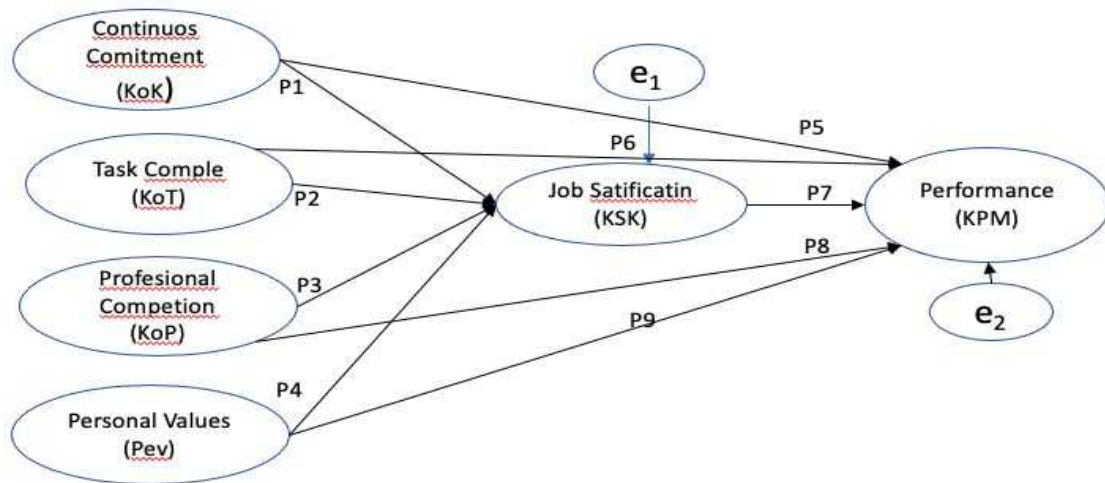 Continuos
Comitment
(KoK)
P1
e1
P5
P6
Task Comple
(KoT)
P2
Job Satificatin
(KSK)
P7
Performance
(KPM)
P8
Profesional
Competion
(KoP)
P3
e2
P9
P4
Personal Values
(Pev)